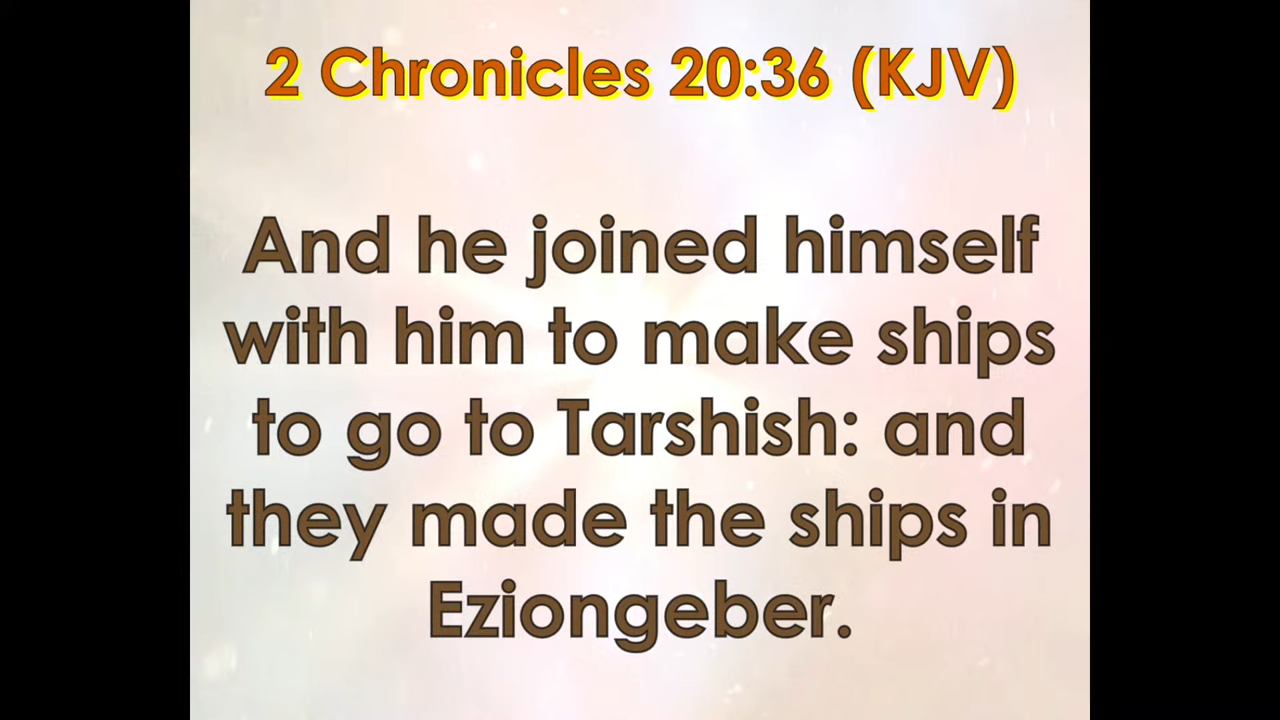 2 Chronicles 20:36 (KJV)
And he joined himself
with him to make ships
to go to Tarshish: and
they made the ships in
Eziongeber.